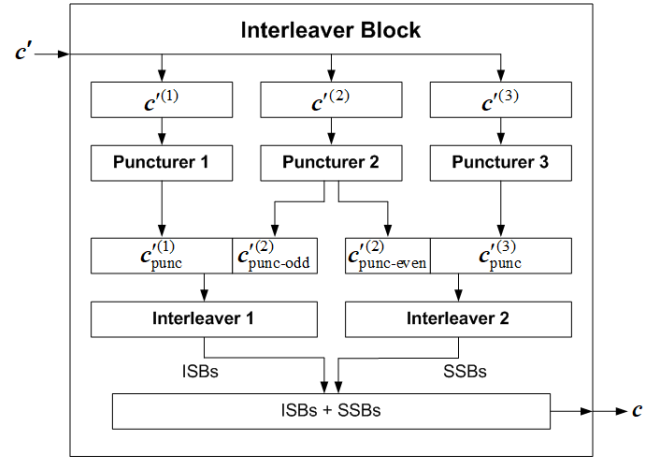 Interleaver Block
c′
c′(1) c′(2) c′(3)
Puncturer 1 Puncturer 2 Puncturer 3
c′(1)punc c′(2)punc-odd c′(2)punc-even c′(3)punc
Interleaver 1 Interleaver 2
ISBs SSBs
ISBs + SSBs
c